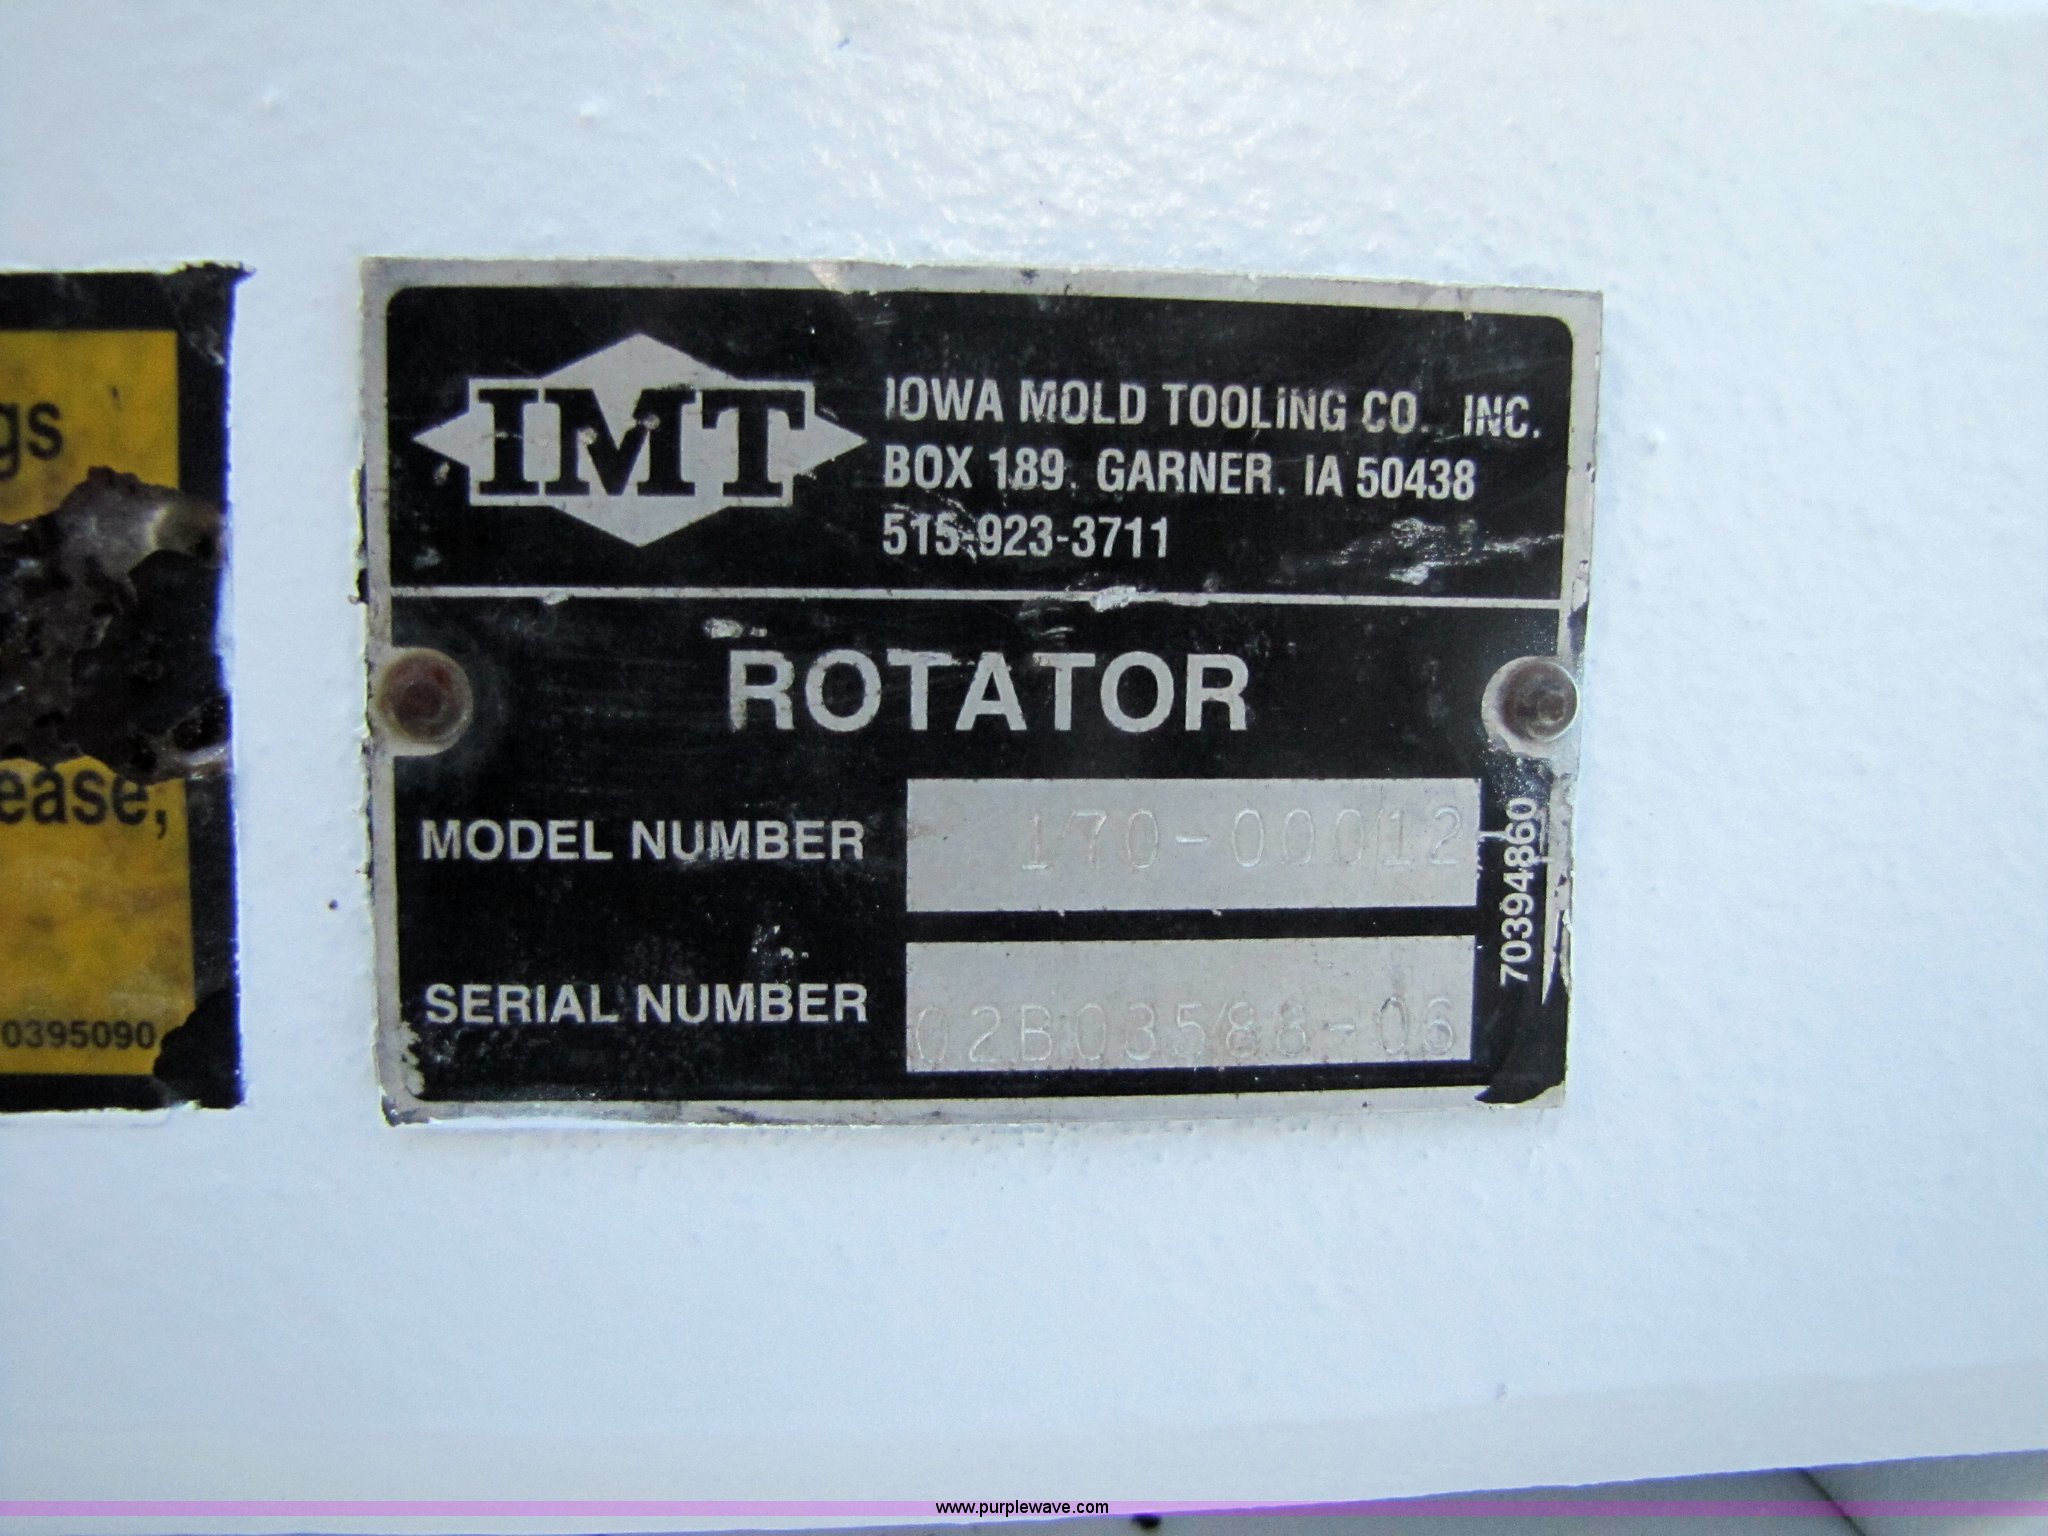 gs
ease,
0395090
IMT
IOWA MOLD TOOLING CO., INC.
BOX 189, GARNER, IA 50438
515-923-3711
ROTATOR
MODEL NUMBER 170-00012
SERIAL NUMBER 02B03588-06
70394860
www.purplewave.com